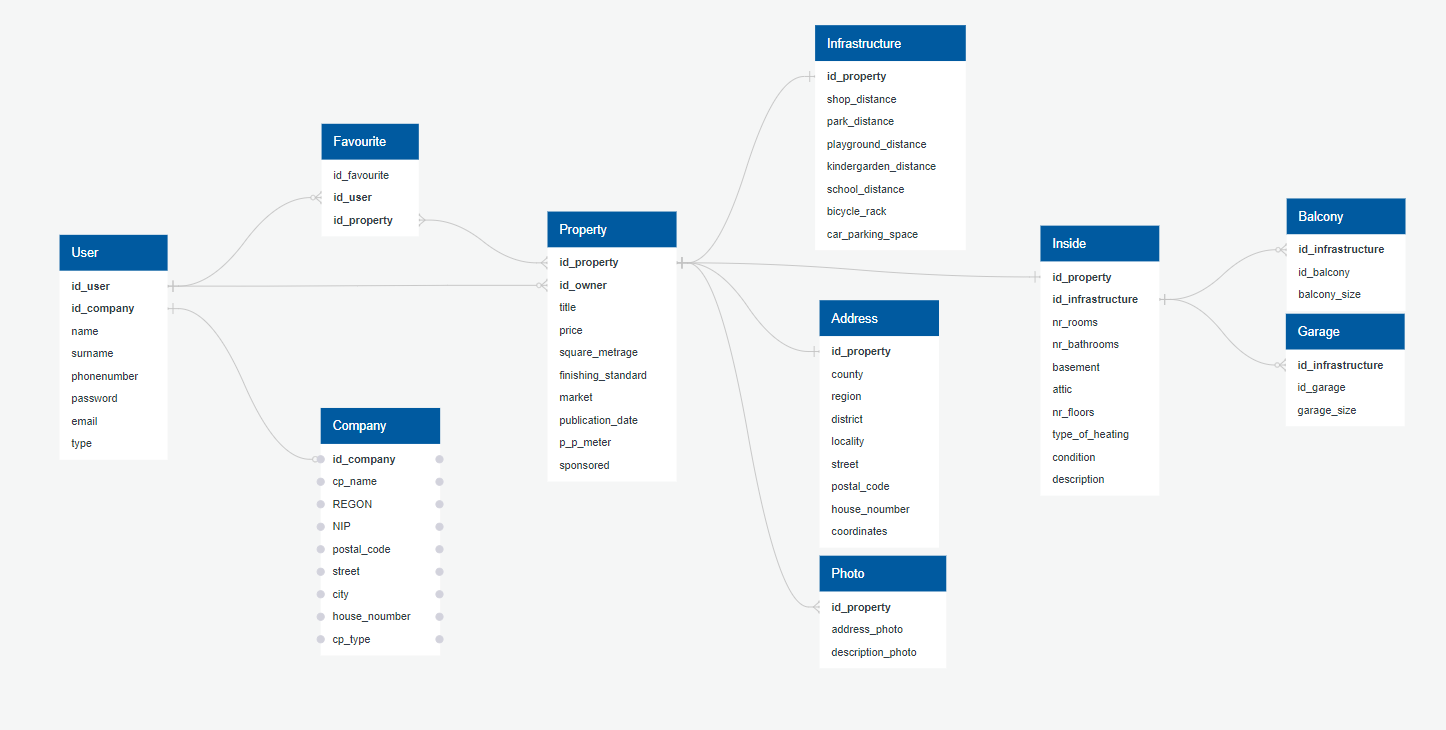 User
id_user
id_company
name
surname
phonenumber
password
email
type
Favourite
id_favourite
id_user
id_property
Company
id_company
cp_name
REGON
NIP
postal_code
street
city
house_noumber
cp_type
Property
id_property
id_owner
title
price
square_metrage
finishing_standard
market
publication_date
p_p_meter
sponsored
Infrastructure
id_property
shop_distance
park_distance
playground_distance
kindergarden_distance
school_distance
bicycle_rack
car_parking_space
Address
id_property
county
region
district
locality
street
postal_code
house_noumber
coordinates
Photo
id_property
address_photo
description_photo
Inside
id_property
id_infrastructure
nr_rooms
nr_bathrooms
basement
attic
nr_floors
type_of_heating
condition
description
Balcony
id_infrastructure
id_balcony
balcony_size
Garage
id_infrastructure
id_garage
garage_size